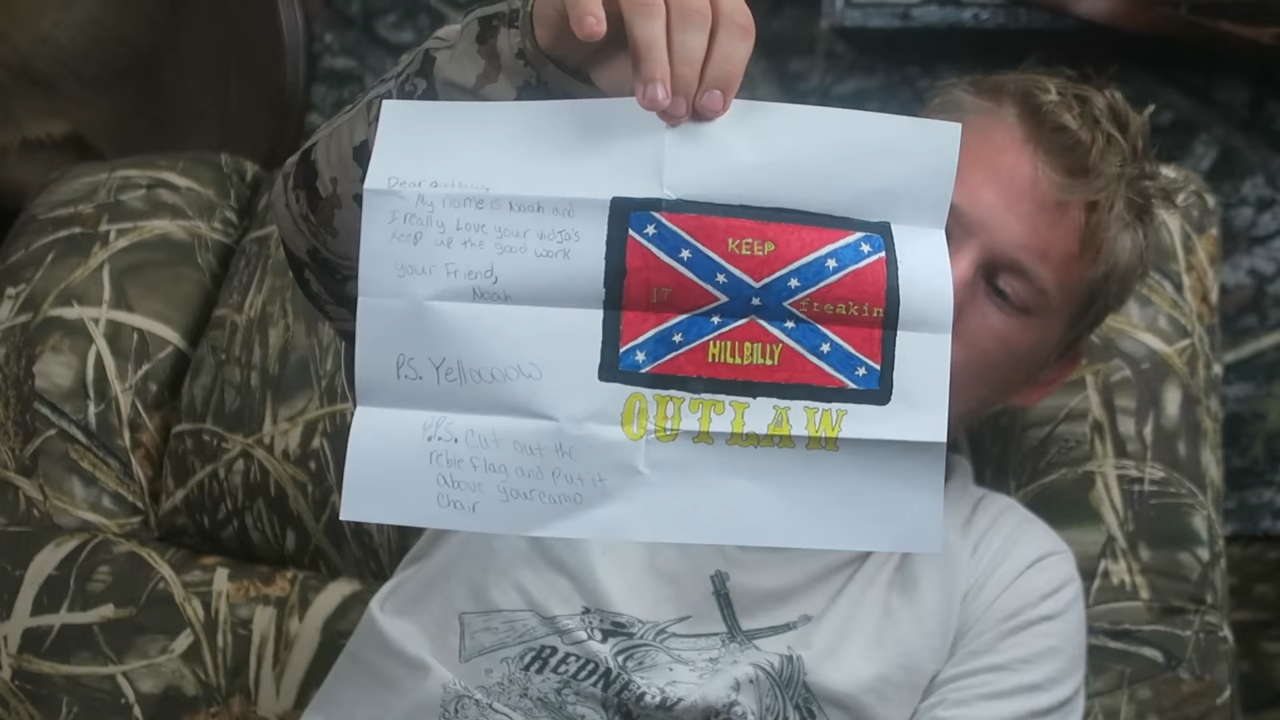 Dear outlaw,
My name is Noah and
I really Love your vidJa's
Keep up the good work
Your Friend,
Noah
P.S. Yelloooow
P.P.S. Cut out the
reble Flag and Put it
above your camo
Chair
KEEP
IT
freakin
HILLBILLY
OUTLAW
REDNECK